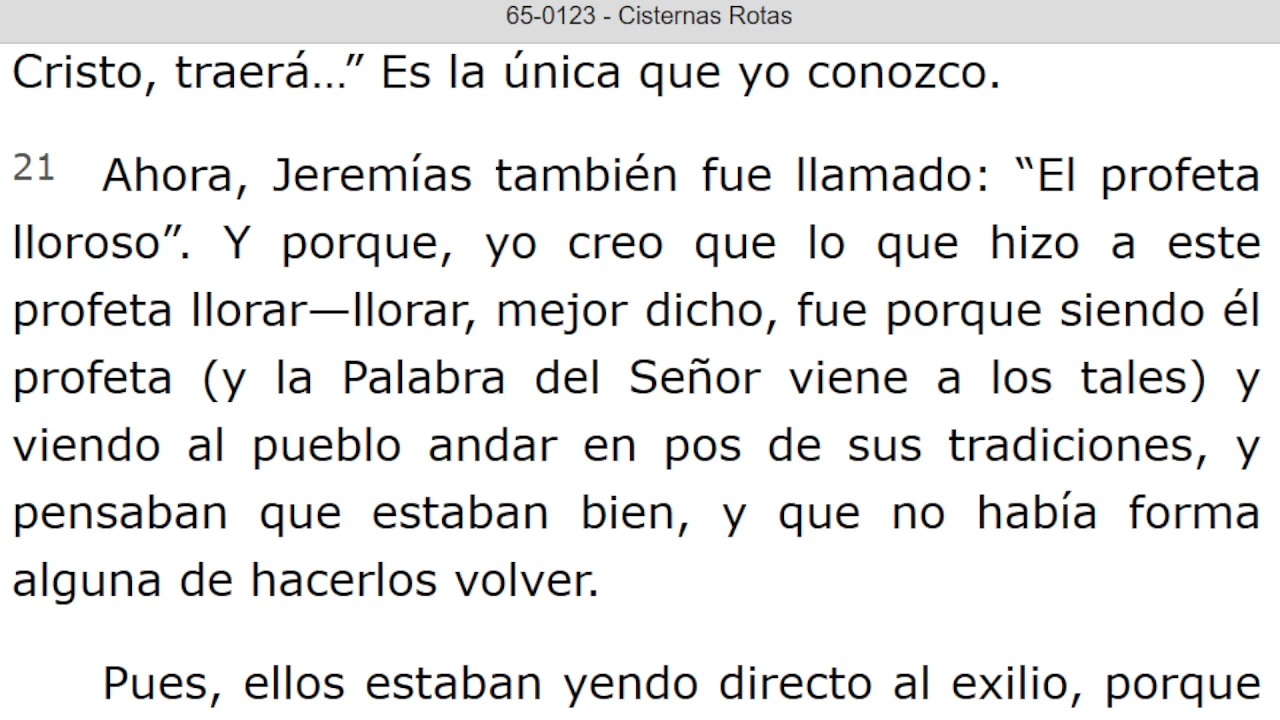 65-0123 - Cisternas Rotas
Cristo, traerá…” Es la única que yo conozco.
21 Ahora, Jeremías también fue llamado: “El profeta
lloroso”. Y porque, yo creo que lo que hizo a este
profeta llorar—llorar, mejor dicho, fue porque siendo él
profeta (y la Palabra del Señor viene a los tales) y
viendo al pueblo andar en pos de sus tradiciones, y
pensaban que estaban bien, y que no había forma
alguna de hacerlos volver.
Pues, ellos estaban yendo directo al exilio, porque